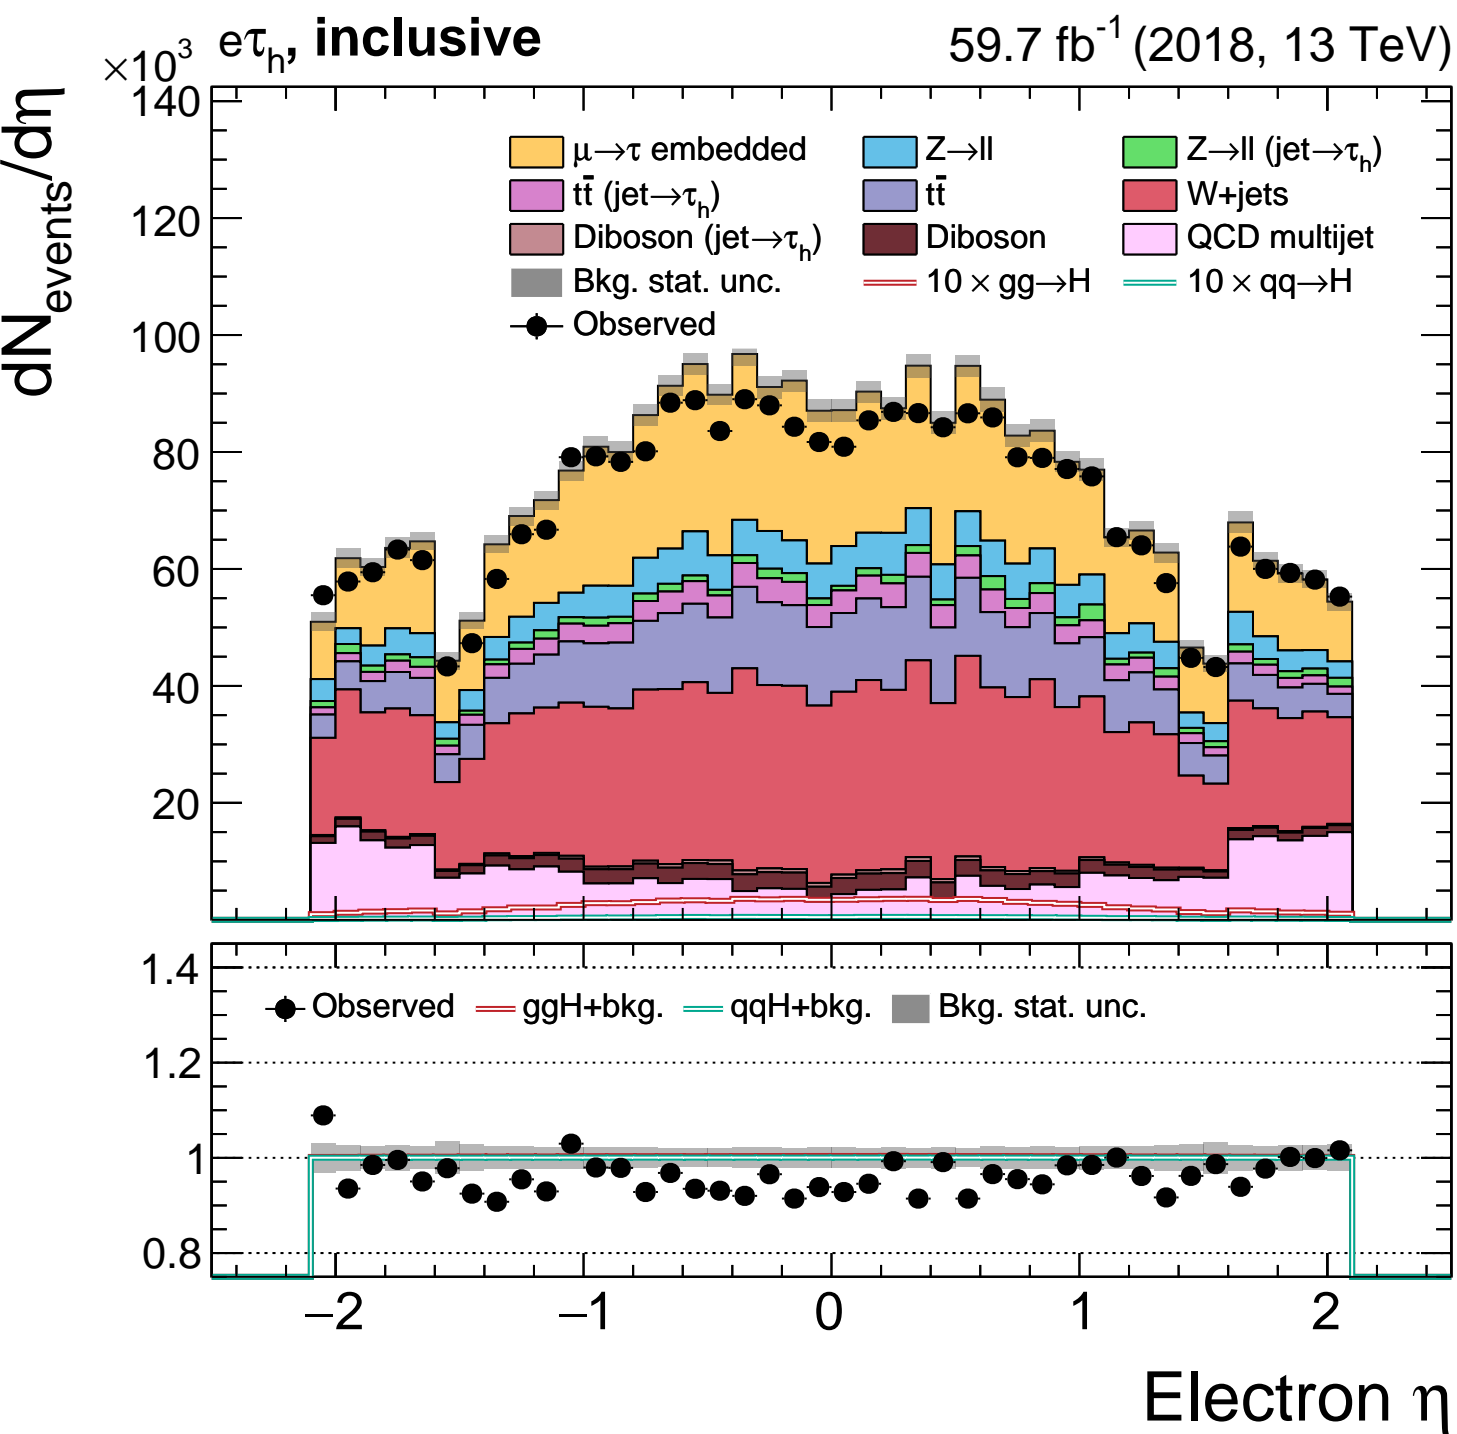 ×10³ eτₕ, inclusive 59.7 fb⁻¹ (2018, 13 TeV)
dN_events/dη
140
120
100
80
60
40
20
μ→τ embedded Z→ll Z→ll (jet→τₕ)
tt̄ (jet→τₕ) tt̄ W+jets
Diboson (jet→τₕ) Diboson QCD multijet
Bkg. stat. unc. 10 × gg→H 10 × qq→H
Observed
1.4
1.2
1
0.8
Observed ggH+bkg. qqH+bkg. Bkg. stat. unc.
−2 −1 0 1 2
Electron η